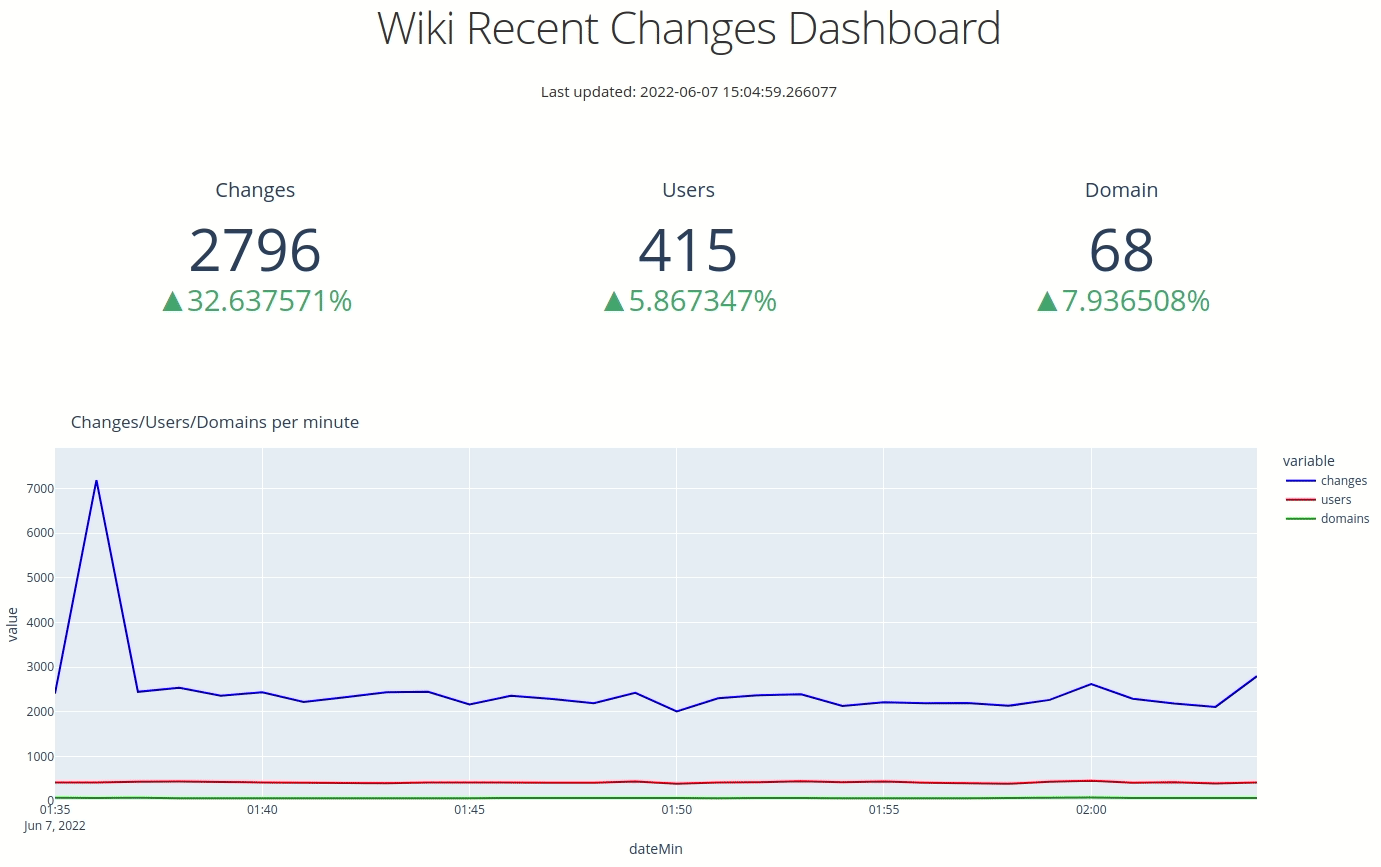 Wiki Recent Changes Dashboard
Last updated: 2022-06-07 15:04:59.266077
Changes
Users
Domain
2796
415
68
▲32.637571%
▲5.867347%
▲7.936508%
Changes/Users/Domains per minute
variable
changes
users
domains
value
7000
6000
5000
4000
3000
2000
1000
0
01:35
01:40
01:45
01:50
01:55
02:00
Jun 7, 2022
dateMin